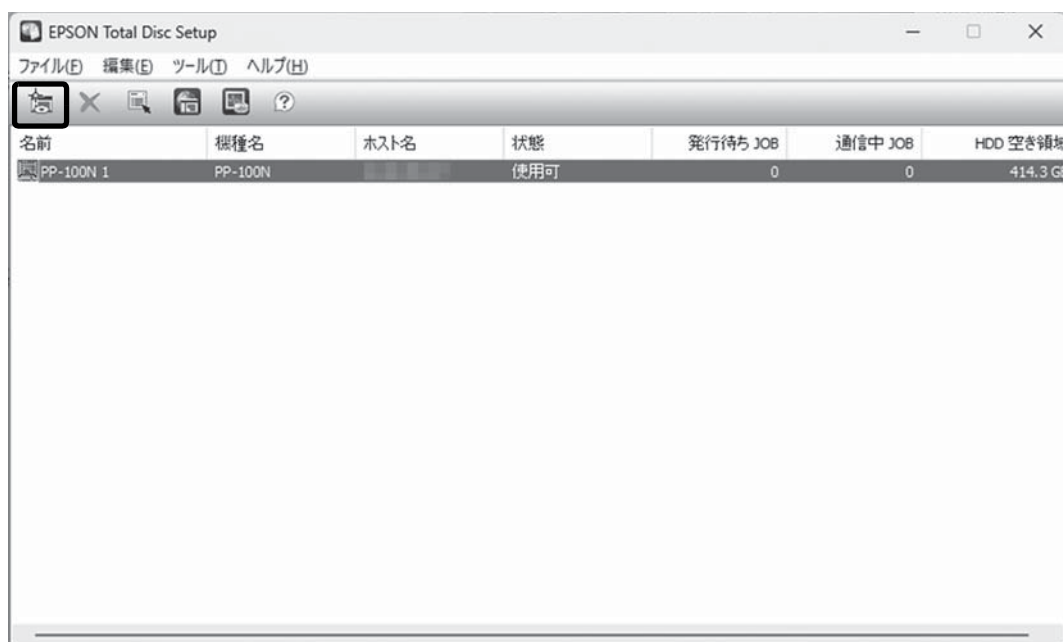 EPSON Total Disc Setup
ファイル(F) 編集(E) ツール(T) ヘルプ(H)
名前 機種名 ホスト名 状態 発行待ち JOB 通信中 JOB HDD 空き領域
PP-100N 1 PP-100N 使用可 0 0 414.3 G